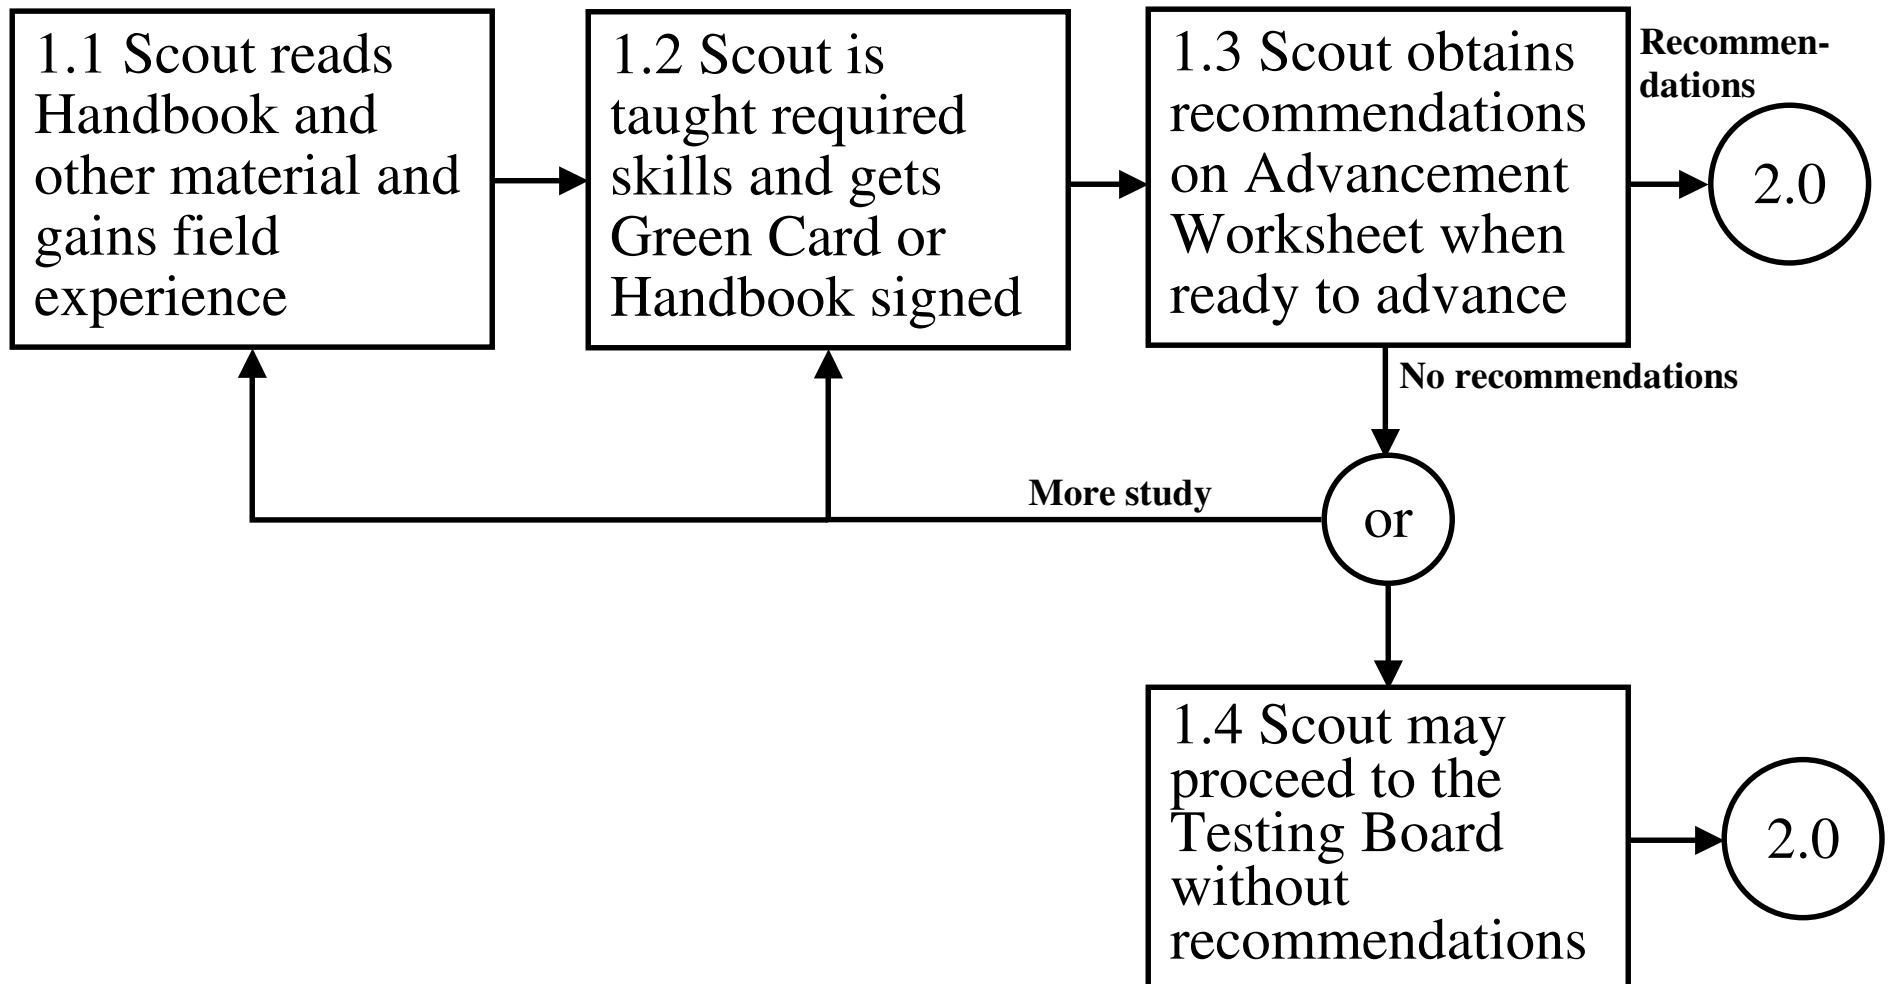 1.1 Scout reads
Handbook and
other material and
gains field
experience
1.2 Scout is
taught required
skills and gets
Green Card or
Handbook signed
1.3 Scout obtains
recommendations
on Advancement
Worksheet when
ready to advance
Recommen-
dations
2.0
No recommendations
More study
or
1.4 Scout may
proceed to the
Testing Board
without
recommendations
2.0